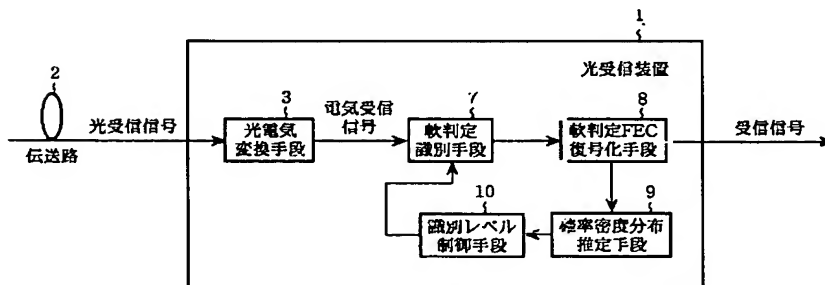 1
光受信装置
2
伝送路
光受信信号
3
光電気
変換手段
電気受信
信号
7
軟判定
識別手段
8
軟判定FEC
復号化手段
受信信号
10
識別レベル
制御手段
9
確率密度分布
推定手段